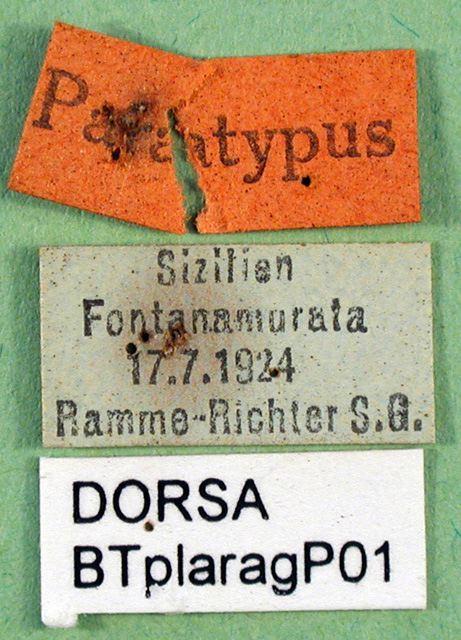 Paratypus
Sizilien
Fontanamurata
17.7.1924
Ramme-Richter S.G.
DORSA
BTplaragP01